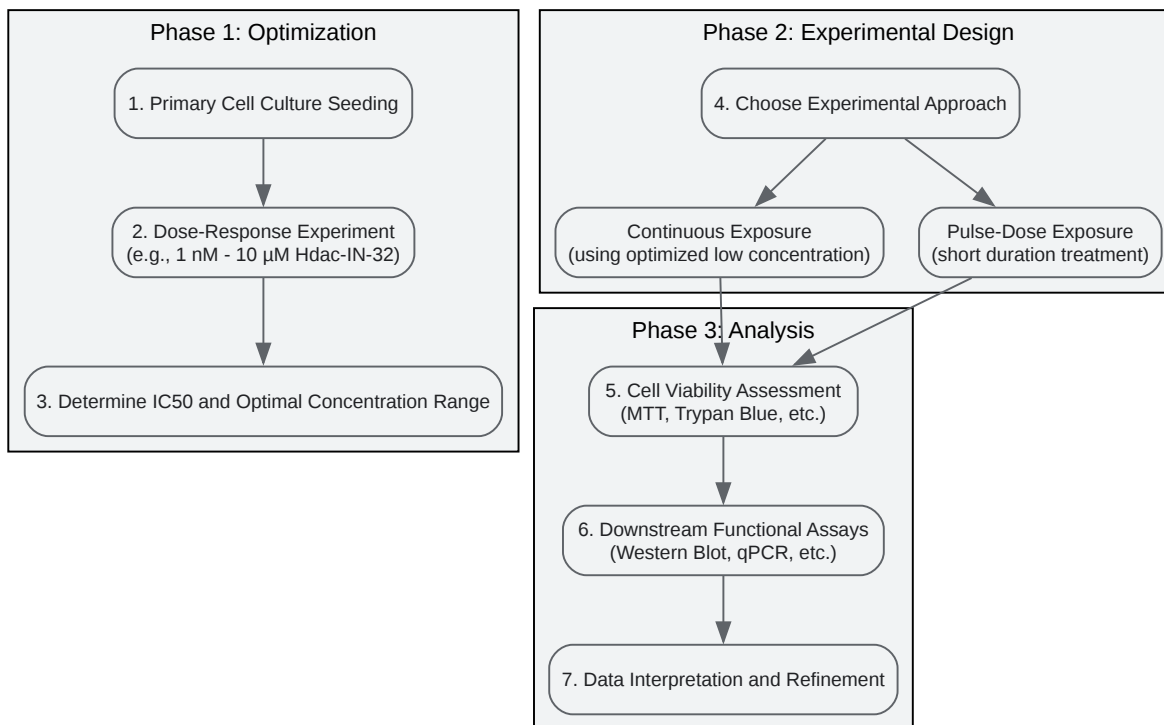 Phase 1: Optimization
1. Primary Cell Culture Seeding
2. Dose-Response Experiment
(e.g., 1 nM - 10 µM Hdac-IN-32)
3. Determine IC50 and Optimal Concentration Range
Phase 2: Experimental Design
4. Choose Experimental Approach
Continuous Exposure
(using optimized low concentration)
Pulse-Dose Exposure
(short duration treatment)
Phase 3: Analysis
5. Cell Viability Assessment
(MTT, Trypan Blue, etc.)
6. Downstream Functional Assays
(Western Blot, qPCR, etc.)
7. Data Interpretation and Refinement